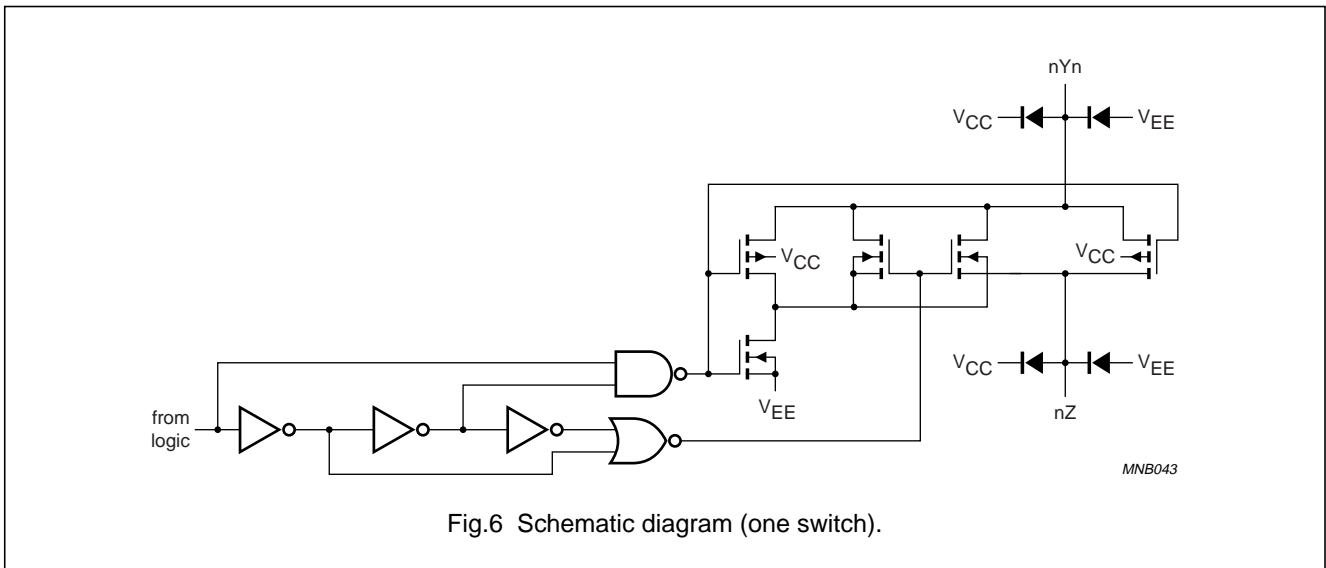 nYn
VCC
VEE
VCC
VCC
VCC
VEE
VEE
nZ
from
logic
MNB043
Fig.6 Schematic diagram (one switch).